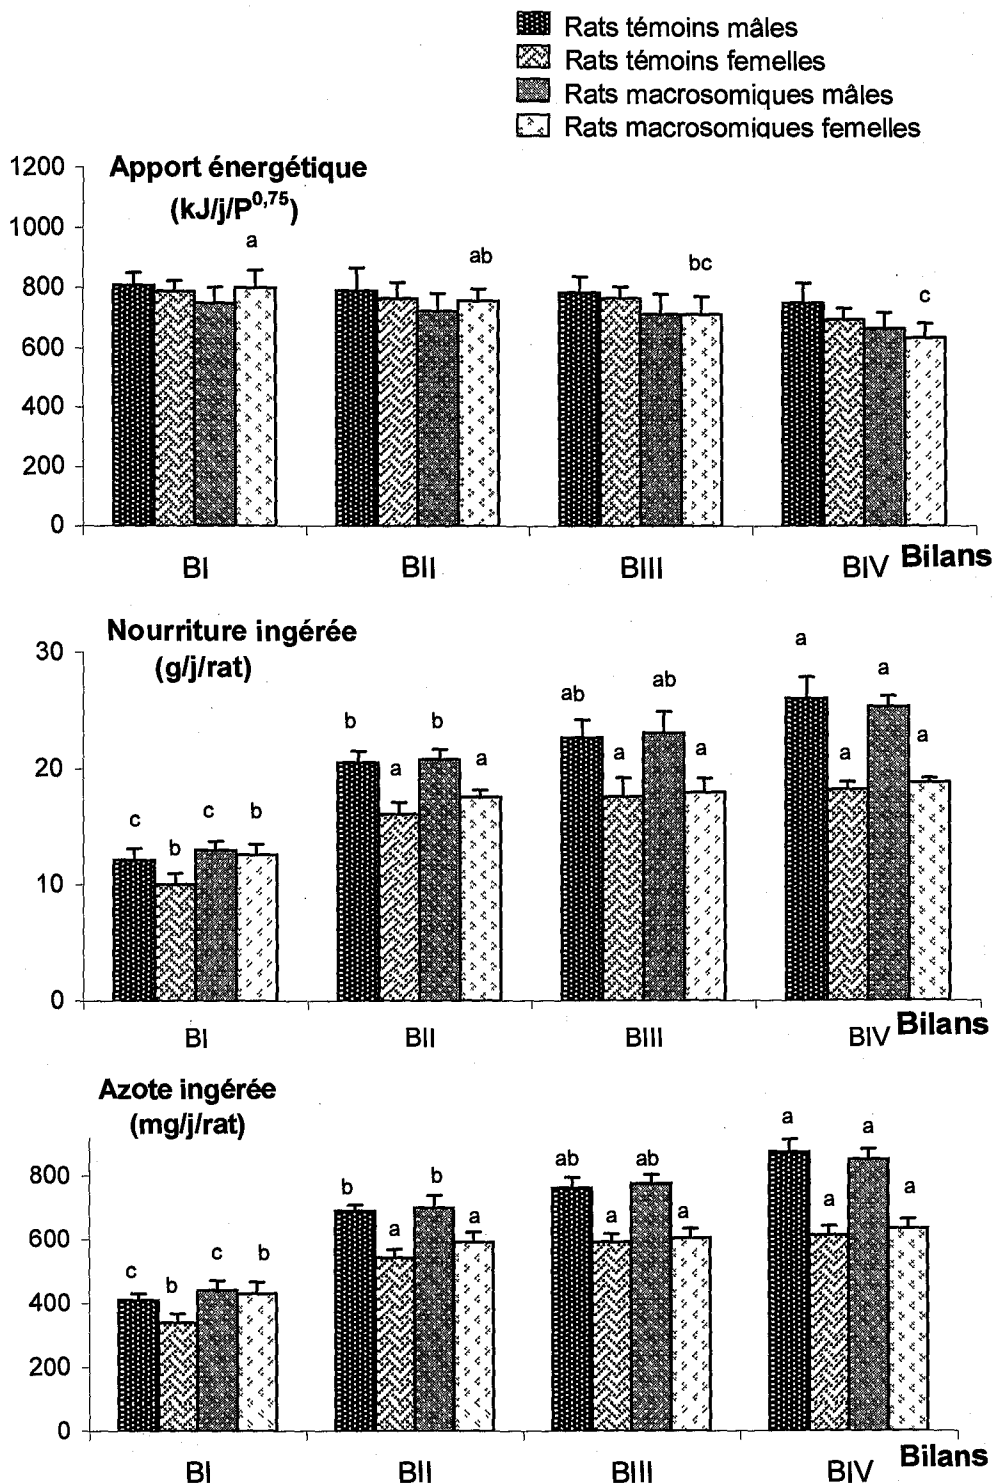 Rats témoins mâles
Rats témoins femelles
Rats macrosomiques mâles
Rats macrosomiques femelles
Apport énergétique
(kJ/j/P^0,75)
1200
1000
800
600
400
200
0
a
ab
bc
c
BI
BII
BIII
BIV
Bilans
Nourriture ingérée
(g/j/rat)
30
20
10
0
c
b
c
b
b
a
b
a
ab
a
ab
a
a
a
a
a
BI
BII
BIII
BIV
Bilans
Azote ingérée
(mg/j/rat)
800
600
400
200
0
c
b
c
b
b
a
b
a
ab
a
ab
a
a
a
a
a
BI
BII
BIII
BIV
Bilans